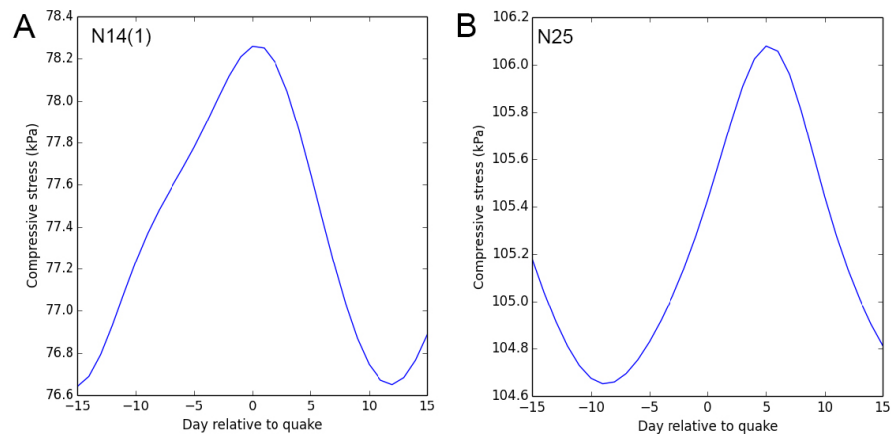 A
N14(1)
Compressive stress (kPa)
78.4
78.2
78.0
77.8
77.6
77.4
77.2
77.0
76.8
76.6
−15 −10 −5 0 5 10 15
Day relative to quake
B
N25
Compressive stress (kPa)
106.2
106.0
105.8
105.6
105.4
105.2
105.0
104.8
104.6
−15 −10 −5 0 5 10 15
Day relative to quake